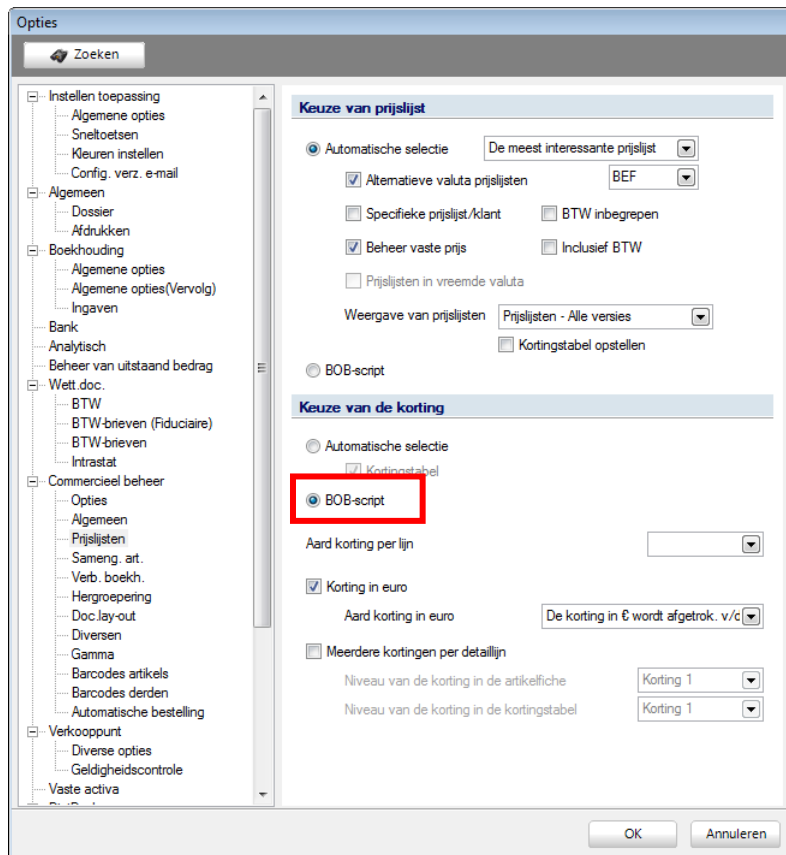 Opties
Zoeken
Instellen toepassing
Algemene opties
Sneltoetsen
Kleuren instellen
Config. verz. e-mail
Algemeen
Dossier
Afdrukken
Boekhouding
Algemene opties
Algemene opties(Vervolg)
Ingaven
Bank
Analytisch
Beheer van uitstaand bedrag
Wett.doc.
BTW
BTW-brieven (Fiduciaire)
BTW-brieven
Intrastat
Commercieel beheer
Opties
Algemeen
Prijslijsten
Sameng. art.
Verb. boekh.
Hergroepering
Doc.lay-out
Diversen
Gamma
Barcodes artikels
Barcodes derden
Automatische bestelling
Verkooppunt
Diverse opties
Geldigheidscontrole
Vaste activa
Keuze van prijslijst
Automatische selectie De meest interessante prijslijst
Alternatieve valuta prijslijsten BEF
Specifieke prijslijst/klant BTW inbegrepen
Beheer vaste prijs Inclusief BTW
Prijslijsten in vreemde valuta
Weergave van prijslijsten Prijslijsten - Alle versies
Kortingstabel opstellen
BOB-script
Keuze van de korting
Automatische selectie
Kortingstabel
BOB-script
Aard korting per lijn
Korting in euro
Aard korting in euro De korting in € wordt afgetrok. v/c
Meerdere kortingen per detaillijn
Niveau van de korting in de artikelfiche Korting 1
Niveau van de korting in de kortingstabel Korting 1
OK Annuleren